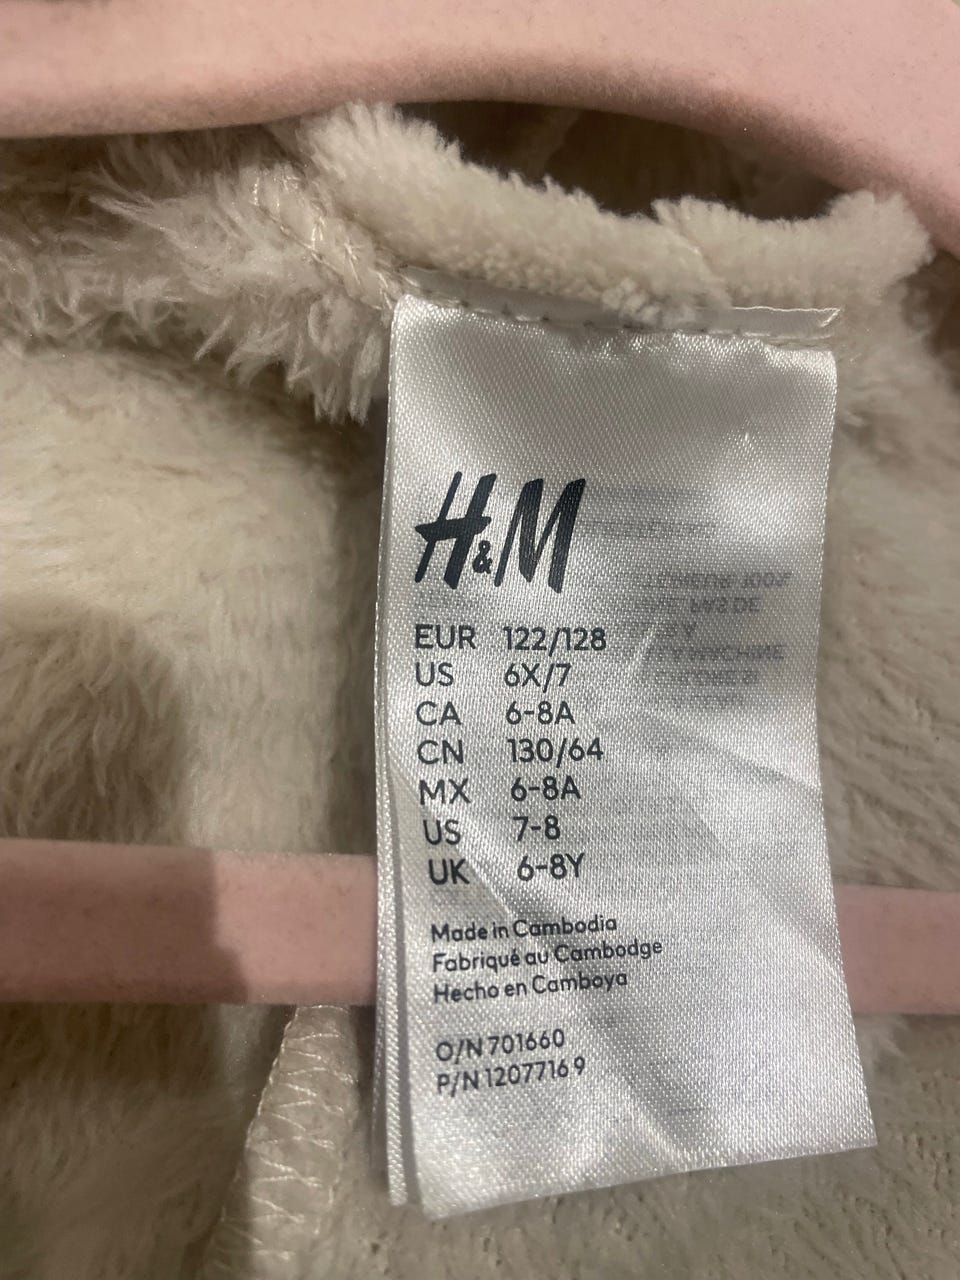 H&M
EUR 122/128
US 6X/7
CA 6-8A
CN 130/64
MX 6-8A
US 7-8
UK 6-8Y
Made in Cambodia
Fabriqué au Cambodge
Hecho en Camboya
O/N 701660
P/N 1207716 9